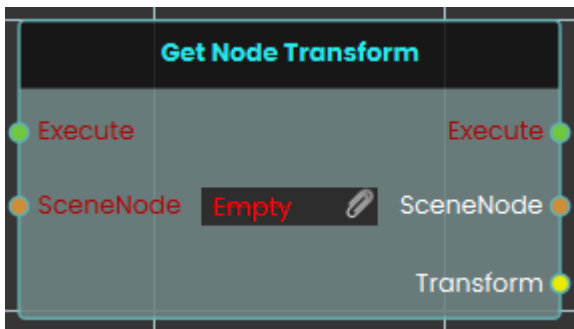 Get Node Transform
Execute Execute
SceneNode Empty SceneNode
Transform